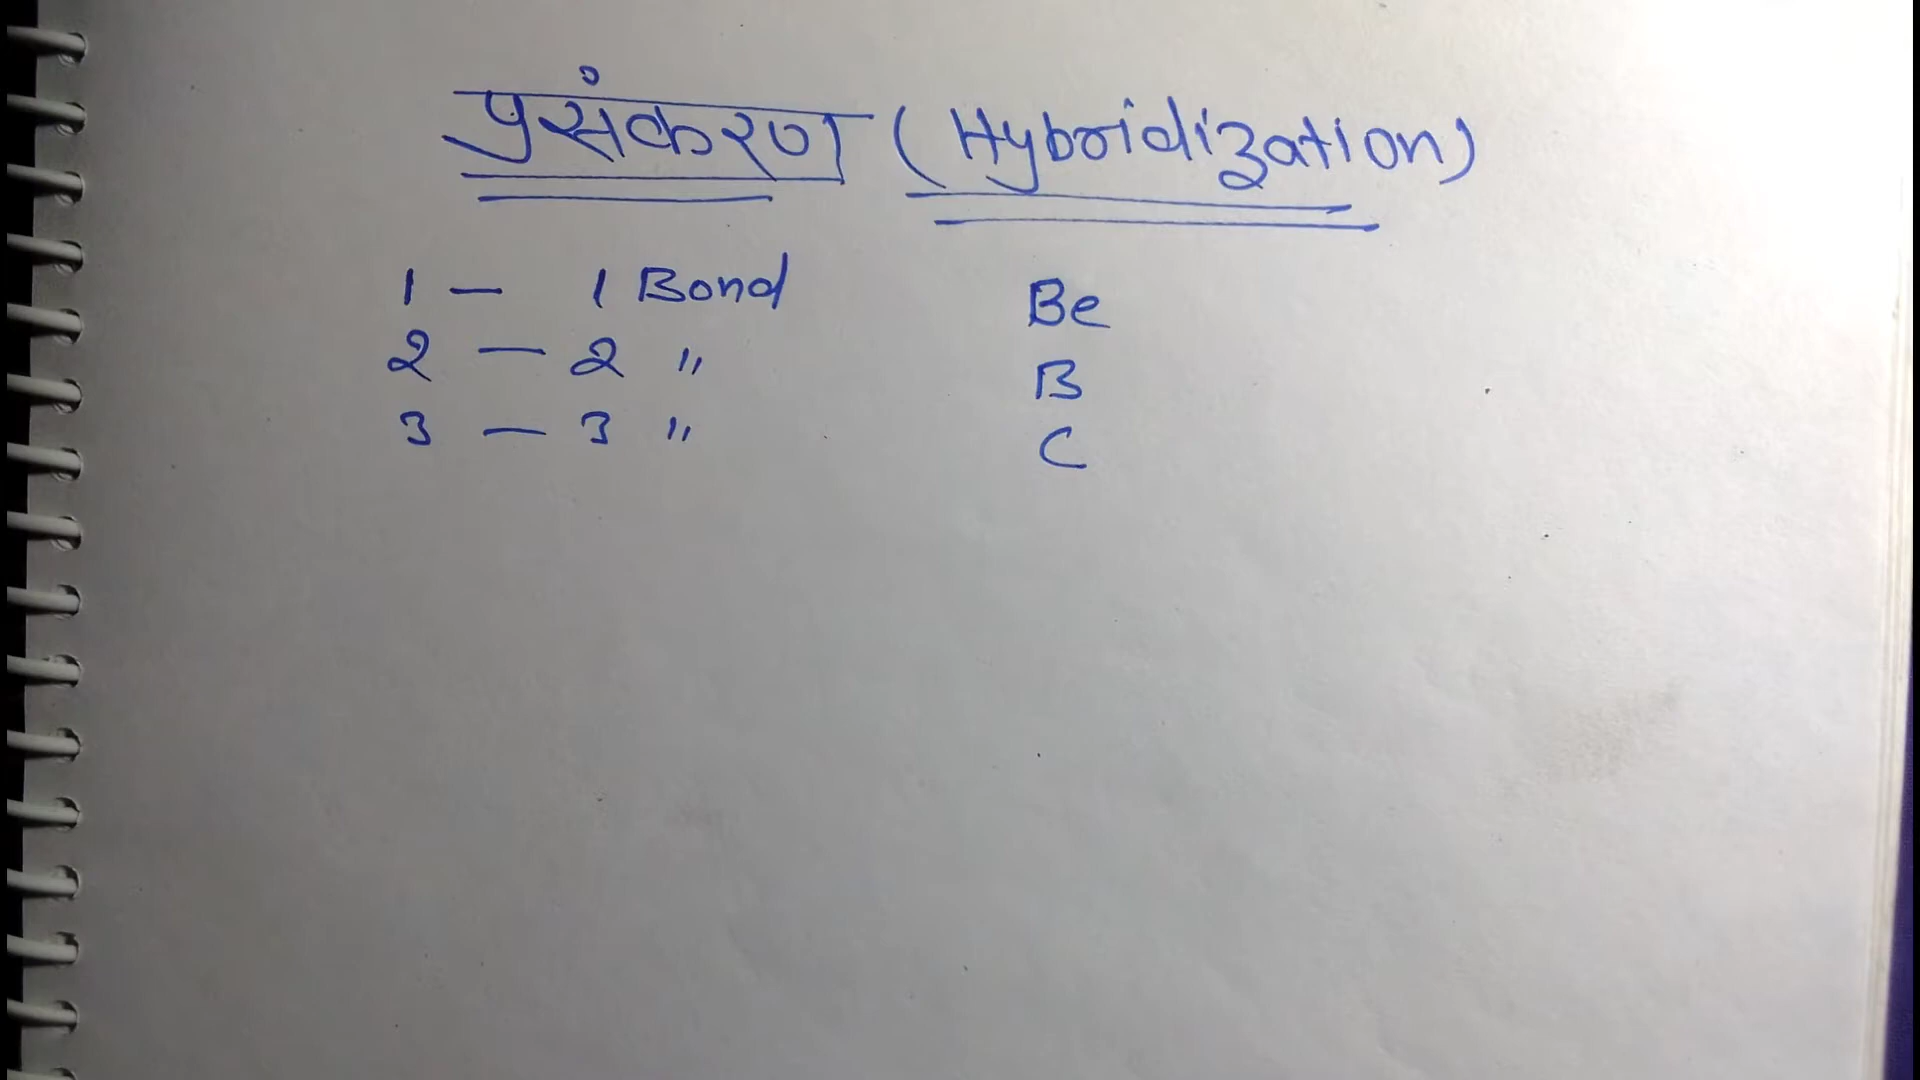 प्रसंकरण (Hybridization)
1 — 1 Bond Be
2 — 2 " B
3 — 3 " C